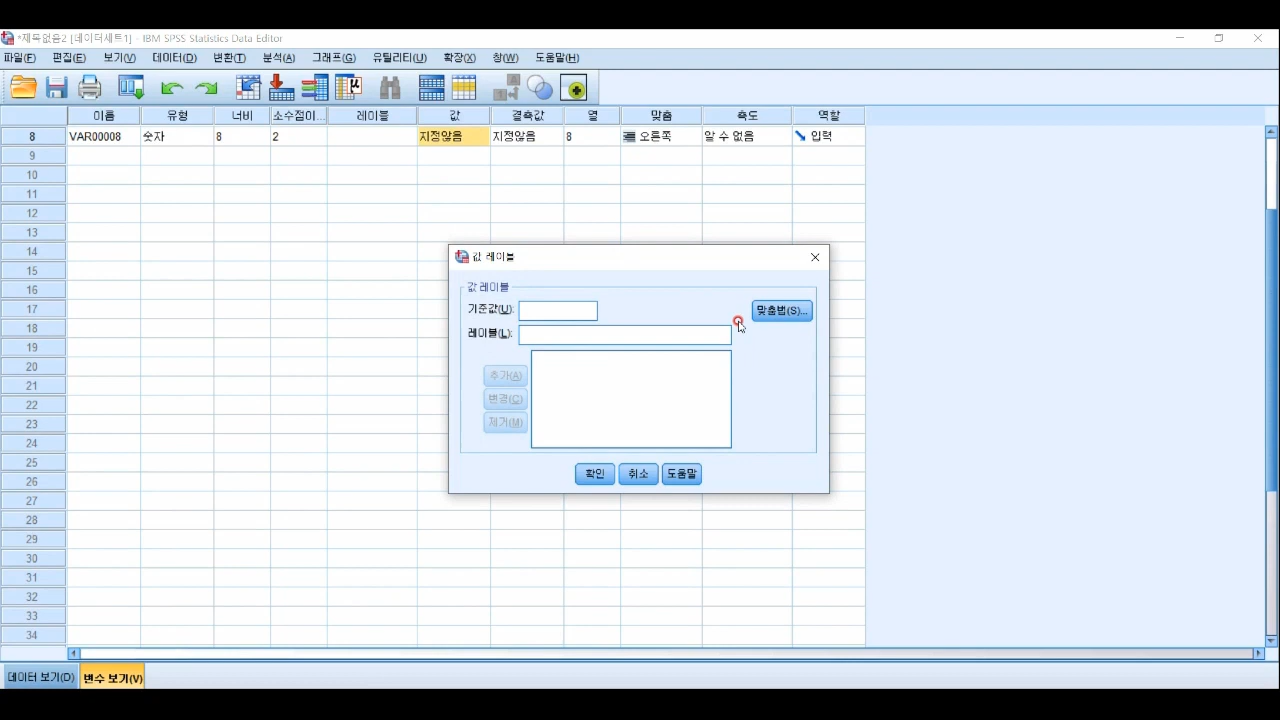 *제목없음2 [데이터세트1] - IBM SPSS Statistics Data Editor
파일(F) 편집(E) 보기(V) 데이터(D) 변환(T) 분석(A) 그래프(G) 유틸리티(U) 확장(X) 창(W) 도움말(H)
이름 유형 너비 소수점이... 레이블 값 결측값 열 맞춤 측도 역할
8 VAR00008 숫자 8 2 지정않음 지정않음 8 오른쪽 알 수 없음 입력
9
10
11
12
13
14
15
16
17
18
19
20
21
22
23
24
25
26
27
28
29
30
31
32
33
34
값 레이블
값 레이블
기준값(U):
맞춤법(S)...
레이블(L):
추가(A)
변경(C)
제거(M)
확인 취소 도움말
데이터 보기(D) 변수 보기(V)